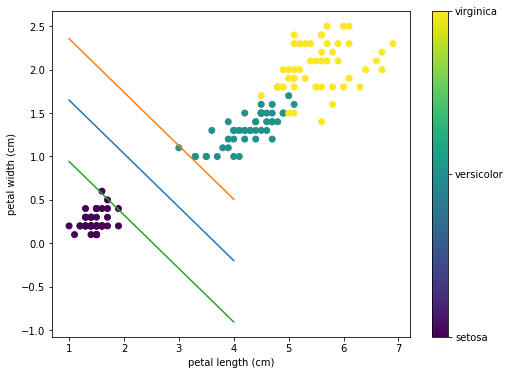 2.5
2.0
1.5
1.0
0.5
0.0
−0.5
−1.0
petal width (cm)
1 2 3 4 5 6 7
petal length (cm)
virginica
versicolor
setosa